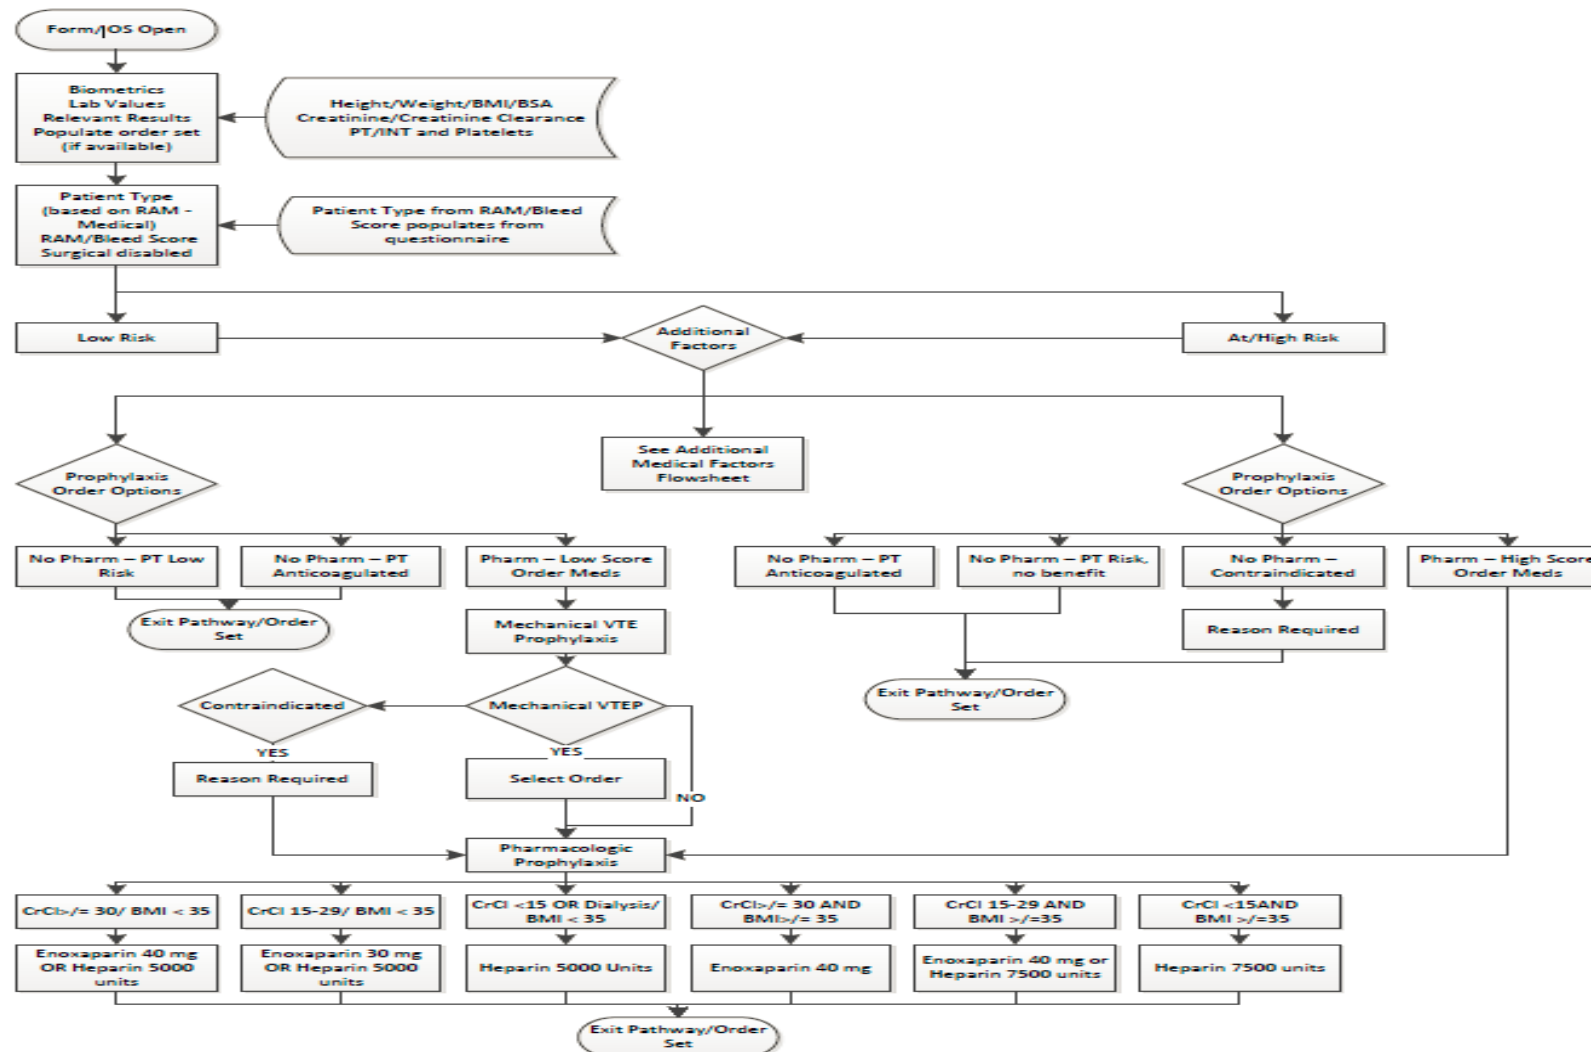 Form/IOS Open
Biometrics
Lab Values
Relevant Results
Populate order set
(if available)
Height/Weight/BMI/BSA
Creatinine/Creatinine Clearance
PT/INT and Platelets
Patient Type
(based on RAM -
Medical)
RAM/Bleed Score
Surgical disabled
Patient Type from RAM/Bleed
Score populates from
questionnaire
Low Risk
Additional
Factors
At/High Risk
Prophylaxis
Order Options
See Additional
Medical Factors
Flowsheet
Prophylaxis
Order Options
No Pharm – PT Low
Risk
No Pharm – PT
Anticoagulated
Pharm – Low Score
Order Meds
No Pharm – PT
Anticoagulated
No Pharm – PT Risk,
no benefit
No Pharm –
Contraindicated
Pharm – High Score
Order Meds
Exit Pathway/Order
Set
Mechanical VTE
Prophylaxis
Reason Required
Exit Pathway/Order
Set
Contraindicated
Mechanical VTEP
YES
YES
Reason Required
Select Order
NO
Pharmacologic
Prophylaxis
CrCl>/= 30/ BMI < 35
CrCl 15-29/ BMI < 35
CrCl <15 OR Dialysis/
BMI < 35
CrCl>/= 30 AND
BMI>/= 35
CrCl 15-29 AND
BMI >/=35
CrCl <15AND
BMI >/=35
Enoxaparin 40 mg
OR Heparin 5000
units
Enoxaparin 30 mg
OR Heparin 5000
units
Heparin 5000 Units
Enoxaparin 40 mg
Enoxaparin 40 mg or
Heparin 7500 units
Heparin 7500 units
Exit Pathway/Order
Set